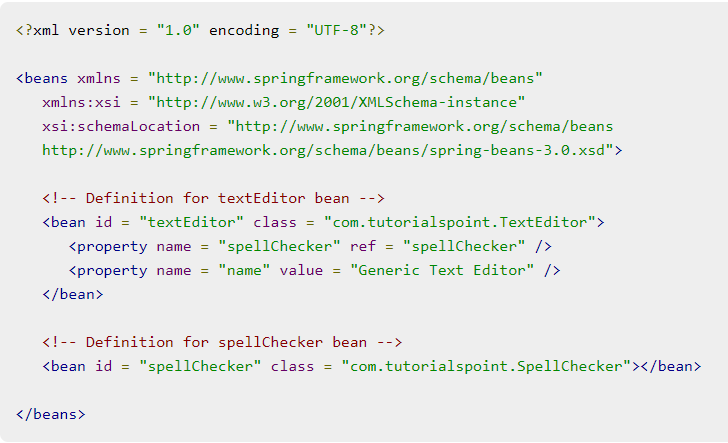 <?xml version = "1.0" encoding = "UTF-8"?>
<beans xmlns = "http://www.springframework.org/schema/beans"
xmlns:xsi = "http://www.w3.org/2001/XMLSchema-instance"
xsi:schemaLocation = "http://www.springframework.org/schema/beans
http://www.springframework.org/schema/beans/spring-beans-3.0.xsd">
<!-- Definition for textEditor bean -->
<bean id = "textEditor" class = "com.tutorialspoint.TextEditor">
<property name = "spellChecker" ref = "spellChecker" />
<property name = "name" value = "Generic Text Editor" />
</bean>
<!-- Definition for spellChecker bean -->
<bean id = "spellChecker" class = "com.tutorialspoint.SpellChecker"></bean>
</beans>